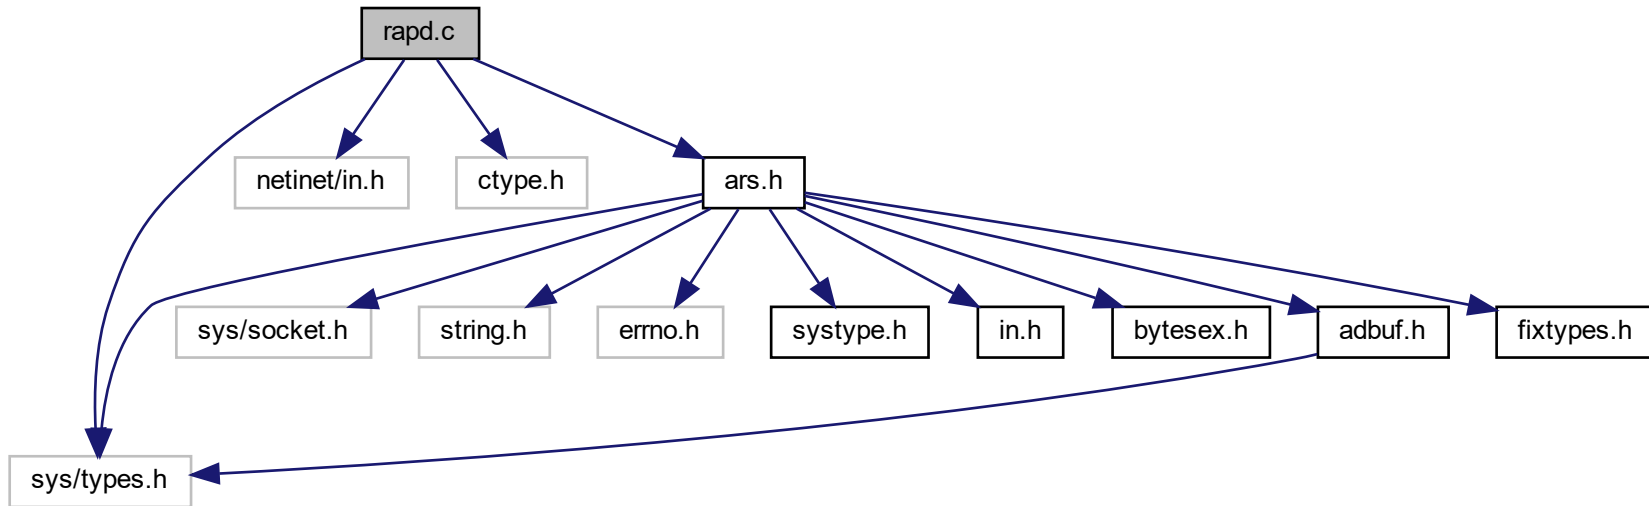 rapd.c
netinet/in.h
ctype.h
ars.h
sys/socket.h
string.h
errno.h
systype.h
in.h
bytesex.h
adbuf.h
fixtypes.h
sys/types.h